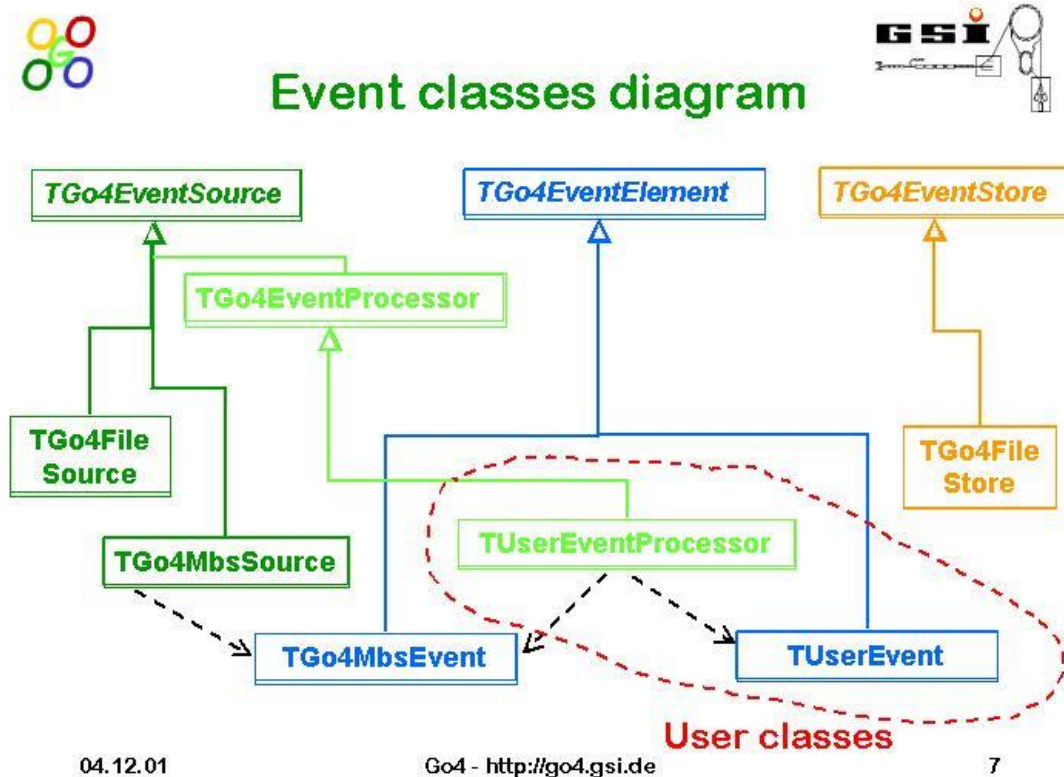 G
GSI
Event classes diagram
TGo4EventSource
TGo4EventElement
TGo4EventStore
TGo4EventProcessor
TGo4File
Source
TGo4File
Store
TUserEventProcessor
TGo4MbsSource
TGo4MbsEvent
TUserEvent
User classes
04.12.01
Go4 - http://go4.gsi.de
7